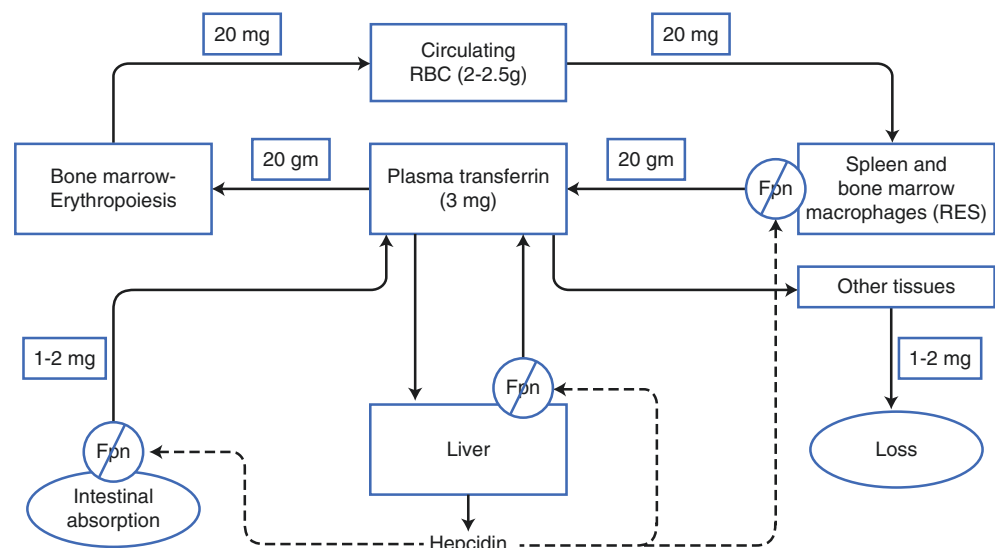 20 mg
Circulating
RBC (2-2.5g)
20 mg
Bone marrow-
Erythropoiesis
20 gm
Plasma transferrin
(3 mg)
20 gm
Fpn
Spleen and
bone marrow
macrophages (RES)
Other tissues
1-2 mg
1-2 mg
Fpn
Fpn
Liver
Loss
Intestinal
absorption
Hepcidin